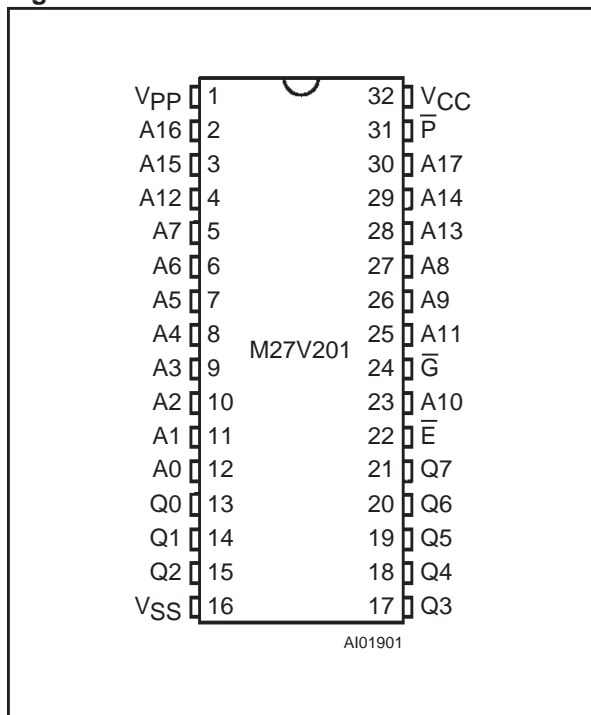 VPP 1 32 VCC
A16 2 31 P̅
A15 3 30 A17
A12 4 29 A14
A7 5 28 A13
A6 6 27 A8
A5 7 26 A9
A4 8 25 A11
M27V201
A3 9 24 G̅
A2 10 23 A10
A1 11 22 E̅
A0 12 21 Q7
Q0 13 20 Q6
Q1 14 19 Q5
Q2 15 18 Q4
VSS 16 17 Q3
AI01901